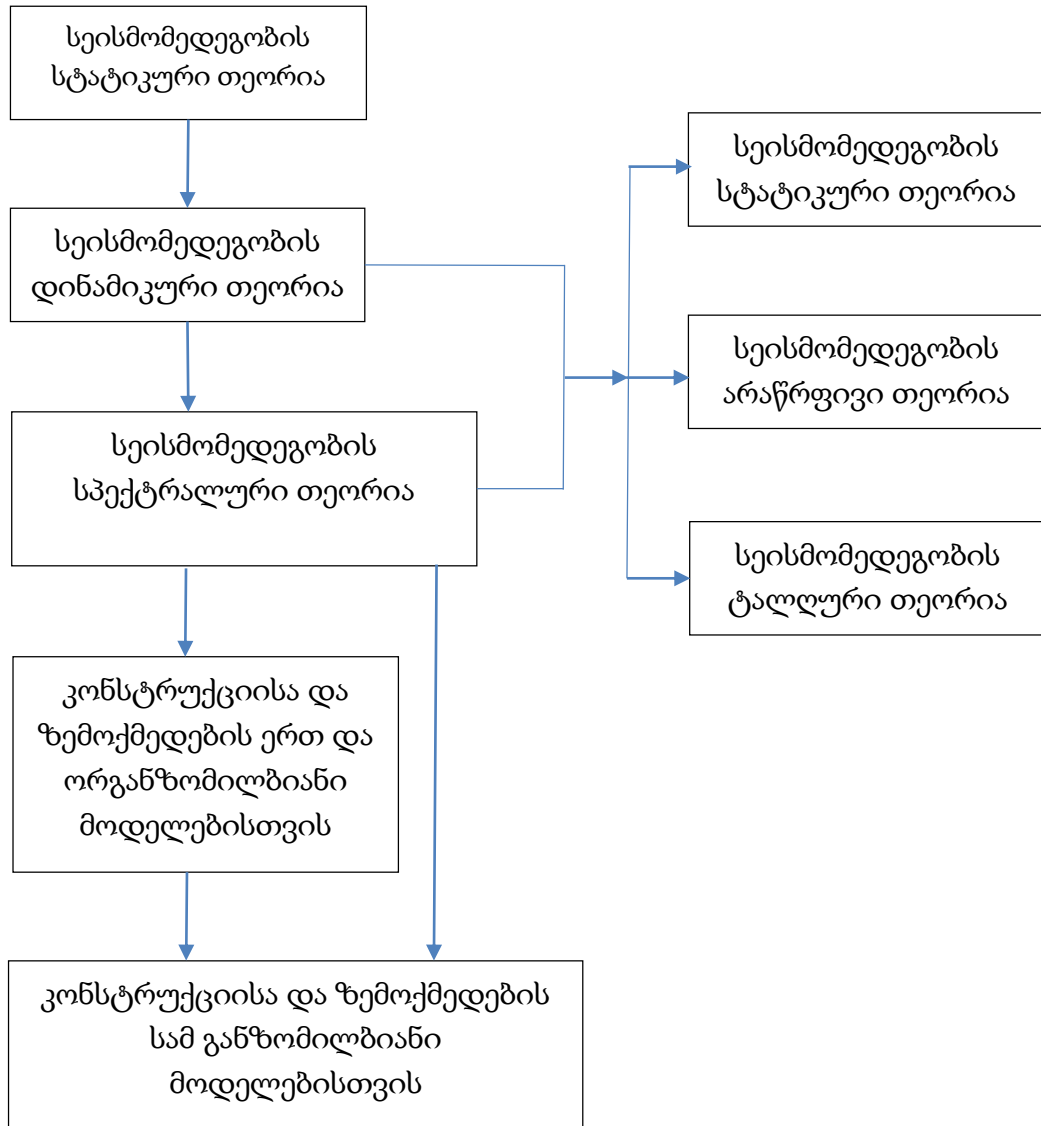 სეისმომედეგობის
სტატიკური თეორია
სეისმომედეგობის
დინამიკური თეორია
სეისმომედეგობის
სპექტრალური თეორია
კონსტრუქციისა და
ზემოქმედების ერთ და
ორგანზომილბიანი
მოდელებისთვის
კონსტრუქციისა და ზემოქმედების
სამ განზომილბიანი
მოდელებისთვის
სეისმომედეგობის
სტატიკური თეორია
სეისმომედეგობის
არაწრფივი თეორია
სეისმომედეგობის
ტალღური თეორია